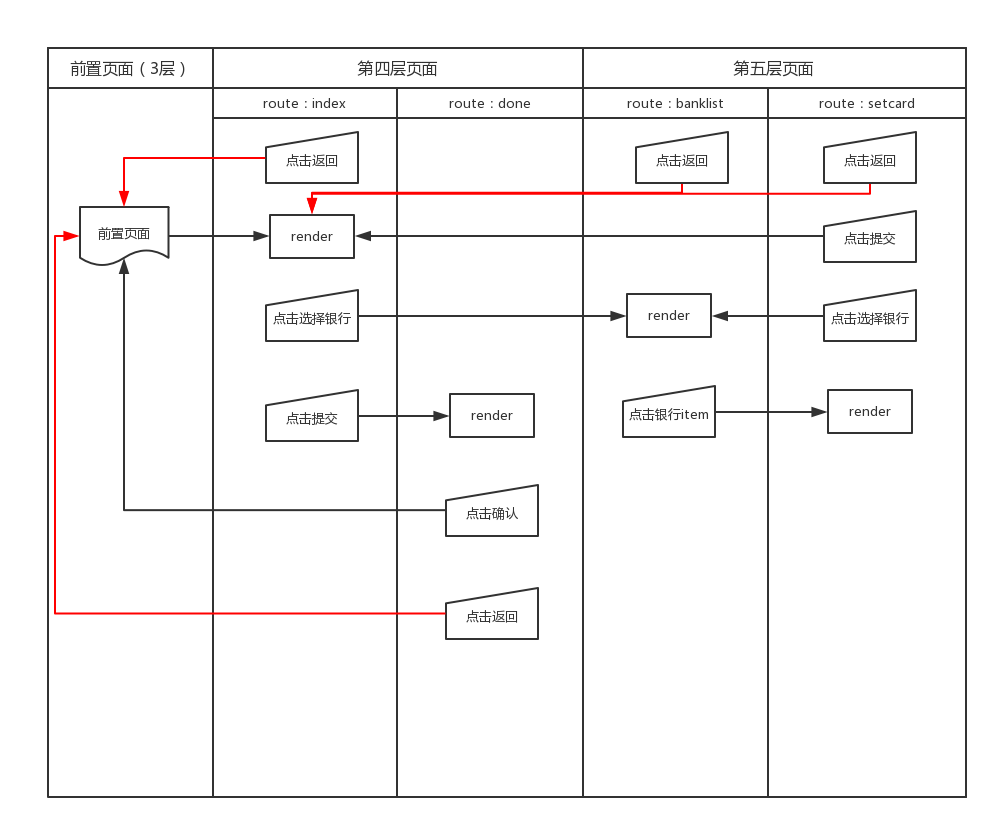 前置页面（3层）
第四层页面
第五层页面
route：index
route：done
route：banklist
route：setcard
点击返回
点击返回
点击返回
前置页面
render
点击提交
点击选择银行
render
点击选择银行
点击提交
render
点击银行item
render
点击确认
点击返回